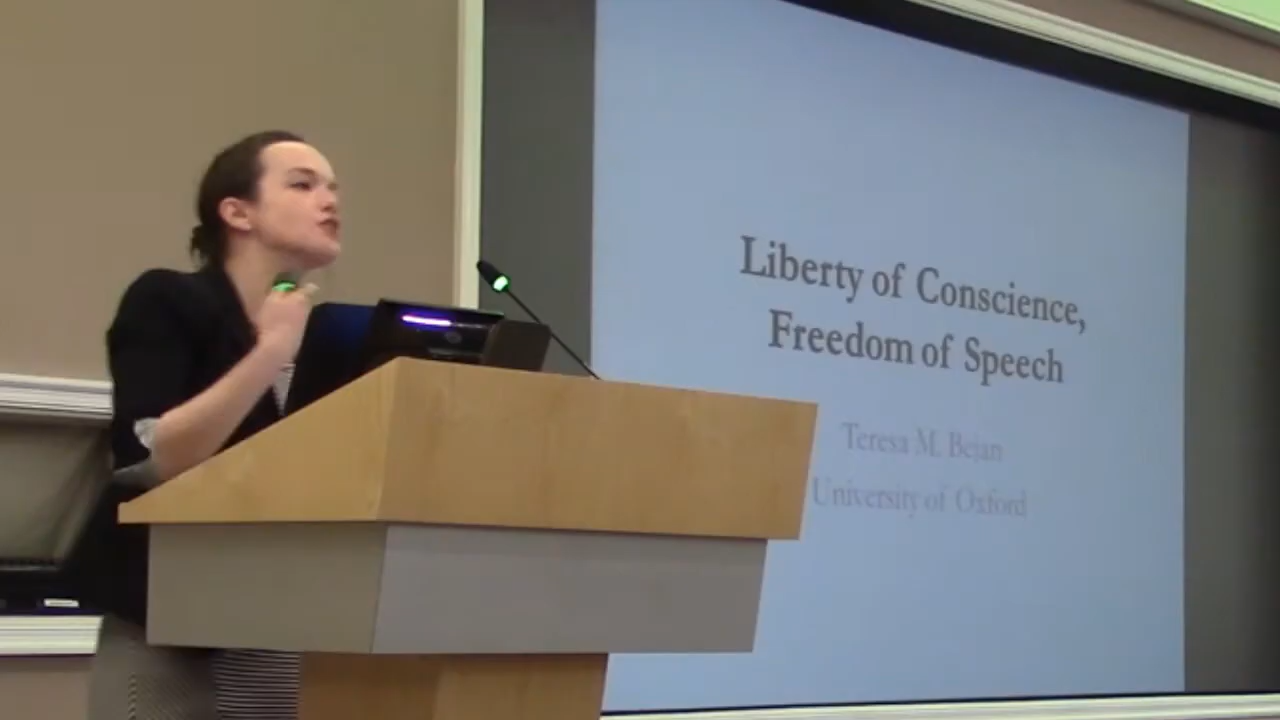 Liberty of Conscience,
Freedom of Speech
Teresa M. Bejan
University of Oxford